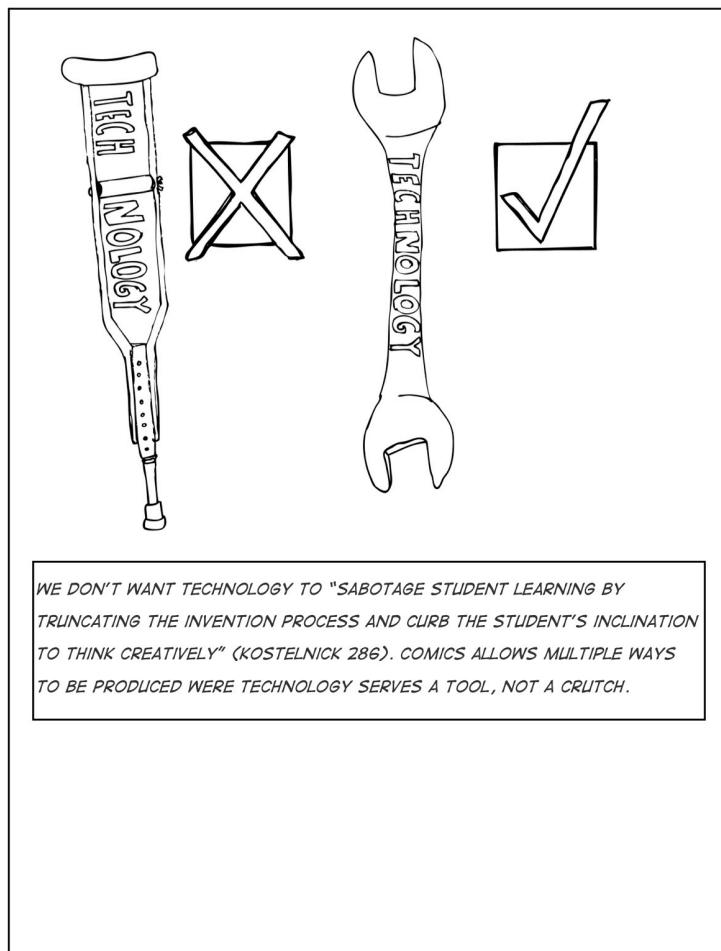 TECH
NOLOGY
TECHNOLOGY
WE DON'T WANT TECHNOLOGY TO "SABOTAGE STUDENT LEARNING BY
TRUNCATING THE INVENTION PROCESS AND CURB THE STUDENT'S INCLINATION
TO THINK CREATIVELY" (KOSTELNICK 286). COMICS ALLOWS MULTIPLE WAYS
TO BE PRODUCED WERE TECHNOLOGY SERVES A TOOL, NOT A CRUTCH.